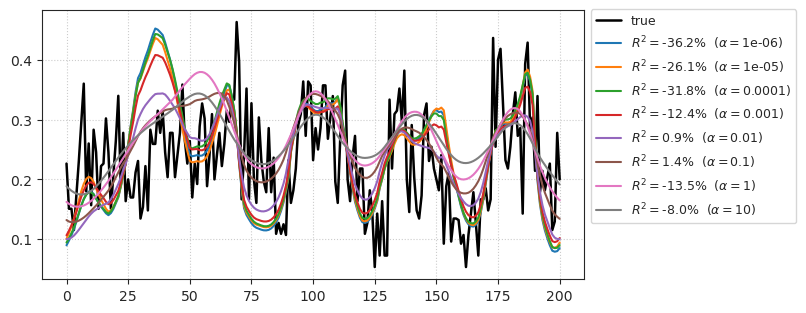 true
R² = -36.2% (α = 1e-06)
R² = -26.1% (α = 1e-05)
R² = -31.8% (α = 0.0001)
R² = -12.4% (α = 0.001)
R² = 0.9% (α = 0.01)
R² = 1.4% (α = 0.1)
R² = -13.5% (α = 1)
R² = -8.0% (α = 10)
0.4
0.3
0.2
0.1
0 25 50 75 100 125 150 175 200